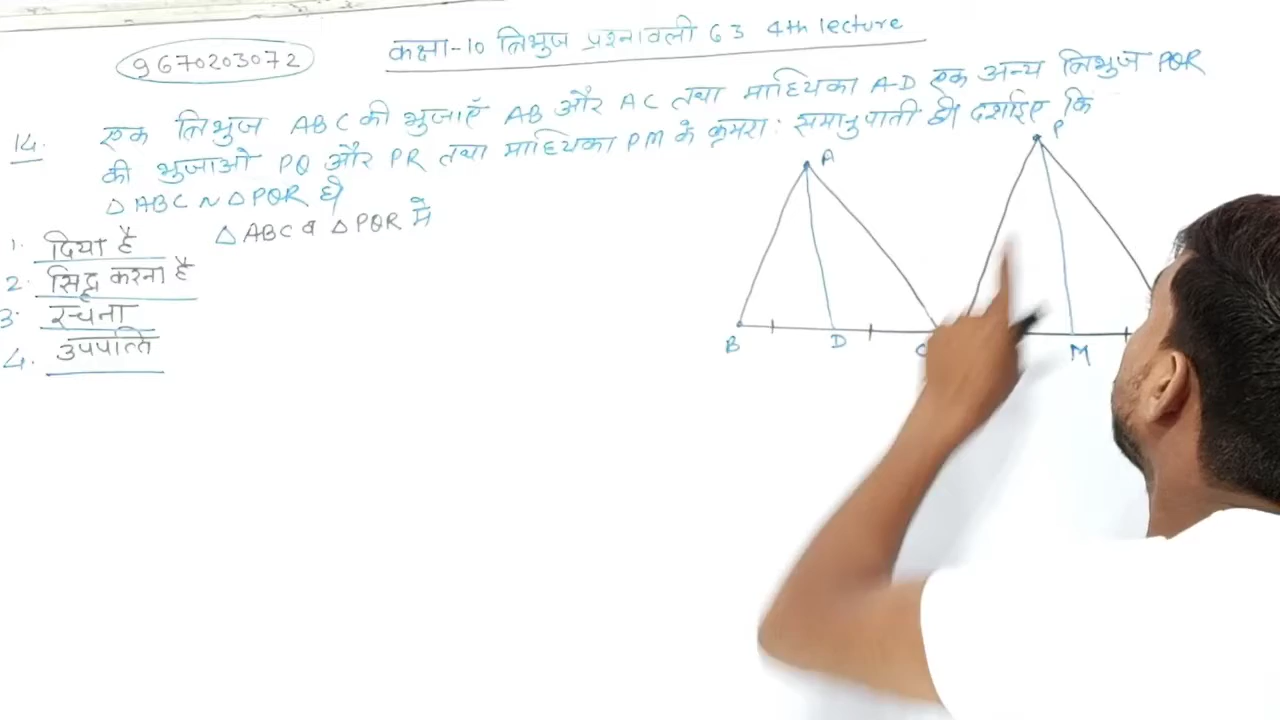 कक्षा-10 त्रिभुज प्रश्नावली 6 3 4th lecture
9670203072
14. एक त्रिभुज ABC की भुजाएँ AB और AC तथा माध्यिका A-D एक अन्य त्रिभुज PQR
की भुजाओ PQ और PR तथा माध्यिका PM के क्रमश: समानुपाती है। दर्शाईए कि
△ABC ~ △PQR है
△ABC व △PQR में
1. दिया है
2. सिद्ध करना है
3. रचना
4. उपपत्ति
A
P
B
D
C
M